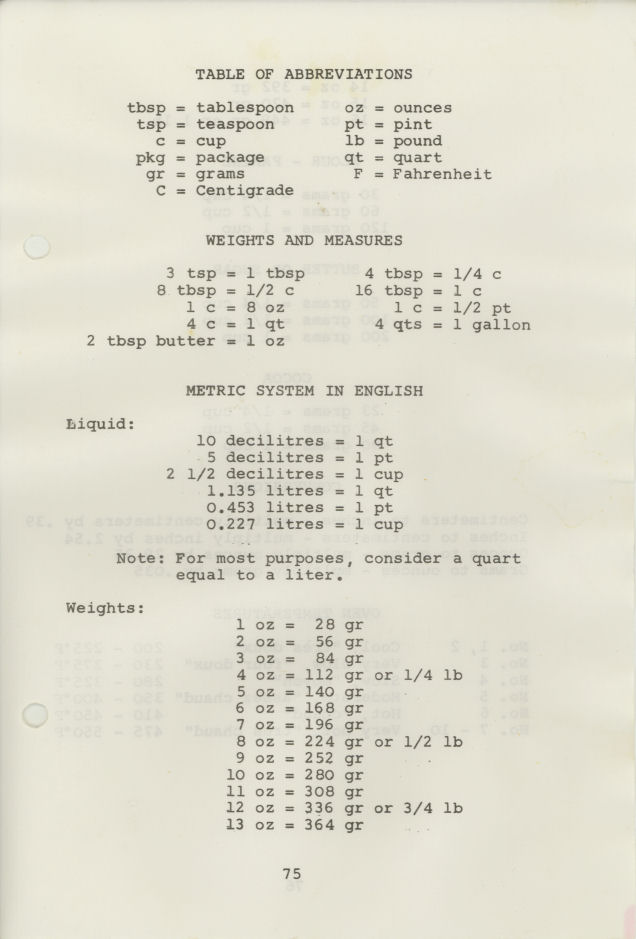 TABLE OF ABBREVIATIONS
tbsp = tablespoon oz = ounces
tsp = teaspoon pt = pint
c = cup lb = pound
pkg = package qt = quart
gr = grams F = Fahrenheit
C = Centigrade
WEIGHTS AND MEASURES
3 tsp = 1 tbsp 4 tbsp = 1/4 c
8 tbsp = 1/2 c 16 tbsp = 1 c
1 c = 8 oz 1 c = 1/2 pt
4 c = 1 qt 4 qts = 1 gallon
2 tbsp butter = 1 oz
METRIC SYSTEM IN ENGLISH
Liquid:
10 decilitres = 1 qt
5 decilitres = 1 pt
2 1/2 decilitres = 1 cup
1.135 litres = 1 qt
0.453 litres = 1 pt
0.227 litres = 1 cup
Note: For most purposes, consider a quart
equal to a liter.
Weights:
1 oz = 28 gr
2 oz = 56 gr
3 oz = 84 gr
4 oz = 112 gr or 1/4 lb
5 oz = 140 gr
6 oz = 168 gr
7 oz = 196 gr
8 oz = 224 gr or 1/2 lb
9 oz = 252 gr
10 oz = 280 gr
11 oz = 308 gr
12 oz = 336 gr or 3/4 lb
13 oz = 364 gr
75